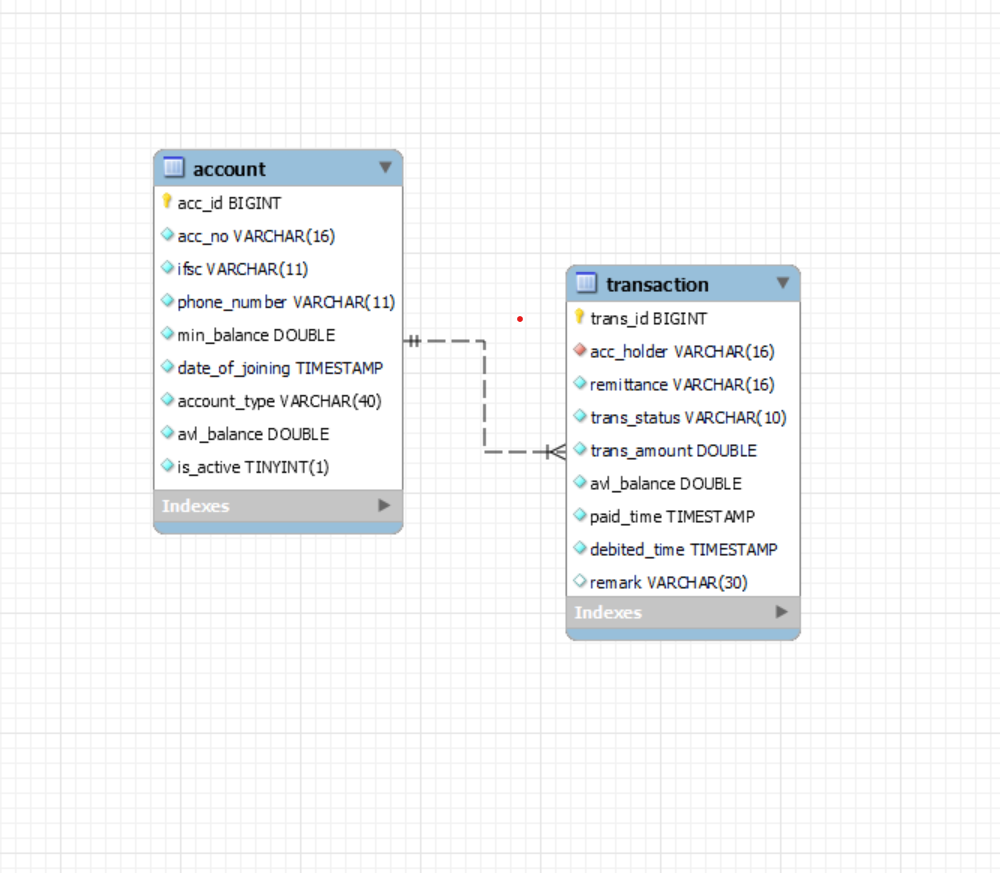 account
acc_id BIGINT
acc_no VARCHAR(16)
ifsc VARCHAR(11)
phone_number VARCHAR(11)
min_balance DOUBLE
date_of_joining TIMESTAMP
account_type VARCHAR(40)
avl_balance DOUBLE
is_active TINYINT(1)
Indexes
transaction
trans_id BIGINT
acc_holder VARCHAR(16)
remittance VARCHAR(16)
trans_status VARCHAR(10)
trans_amount DOUBLE
avl_balance DOUBLE
paid_time TIMESTAMP
debited_time TIMESTAMP
remark VARCHAR(30)
Indexes